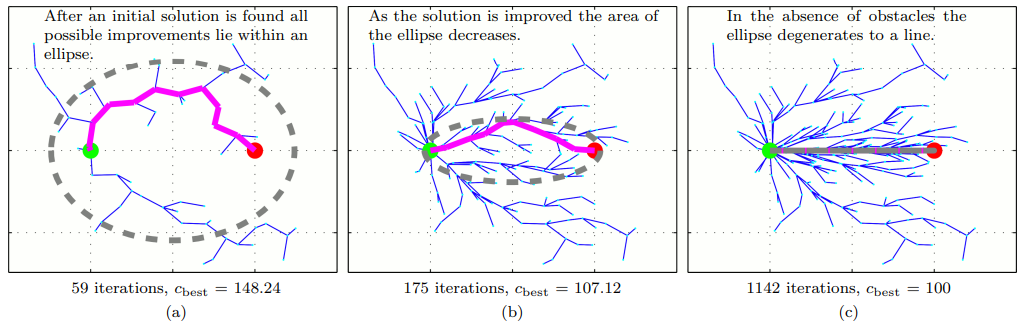 After an initial solution is found all
possible improvements lie within an
ellipse.
59 iterations, c_best = 148.24
(a)
As the solution is improved the area of
the ellipse decreases.
175 iterations, c_best = 107.12
(b)
In the absence of obstacles the
ellipse degenerates to a line.
1142 iterations, c_best = 100
(c)